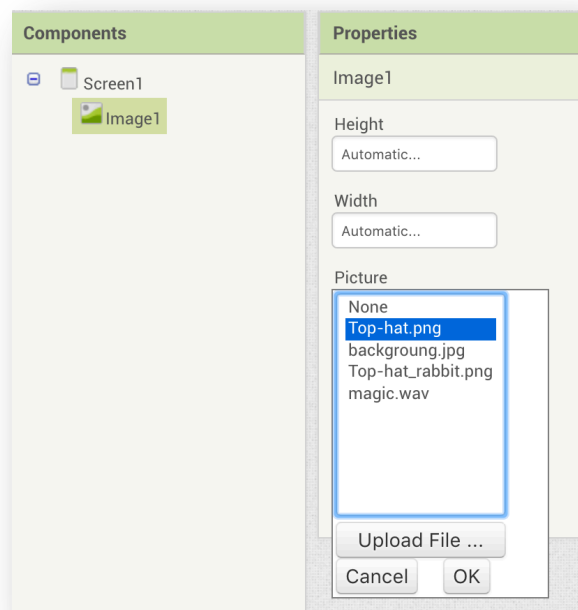 Components
Screen1
Image1
Properties
Image1
Height
Automatic...
Width
Automatic...
Picture
None
Top-hat.png
backgroung.jpg
Top-hat_rabbit.png
magic.wav
Upload File ...
Cancel OK